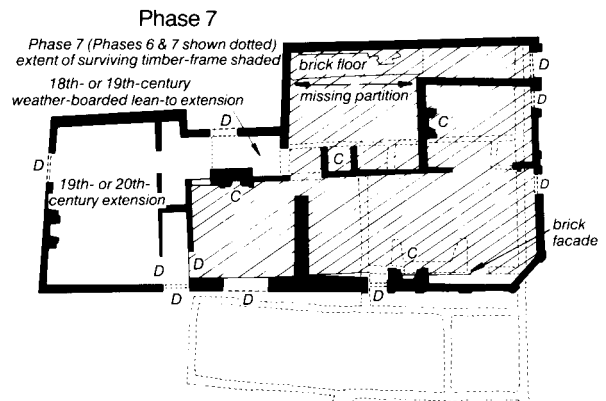 Phase 7
Phase 7 (Phases 6 & 7 shown dotted)
extent of surviving timber-frame shaded
18th- or 19th-century
weather-boarded lean-to extension
brick floor
missing partition
D
D
C
D
D
C
19th- or 20th-
century extension
D
C
brick
facade
C
D
D
D
D
D